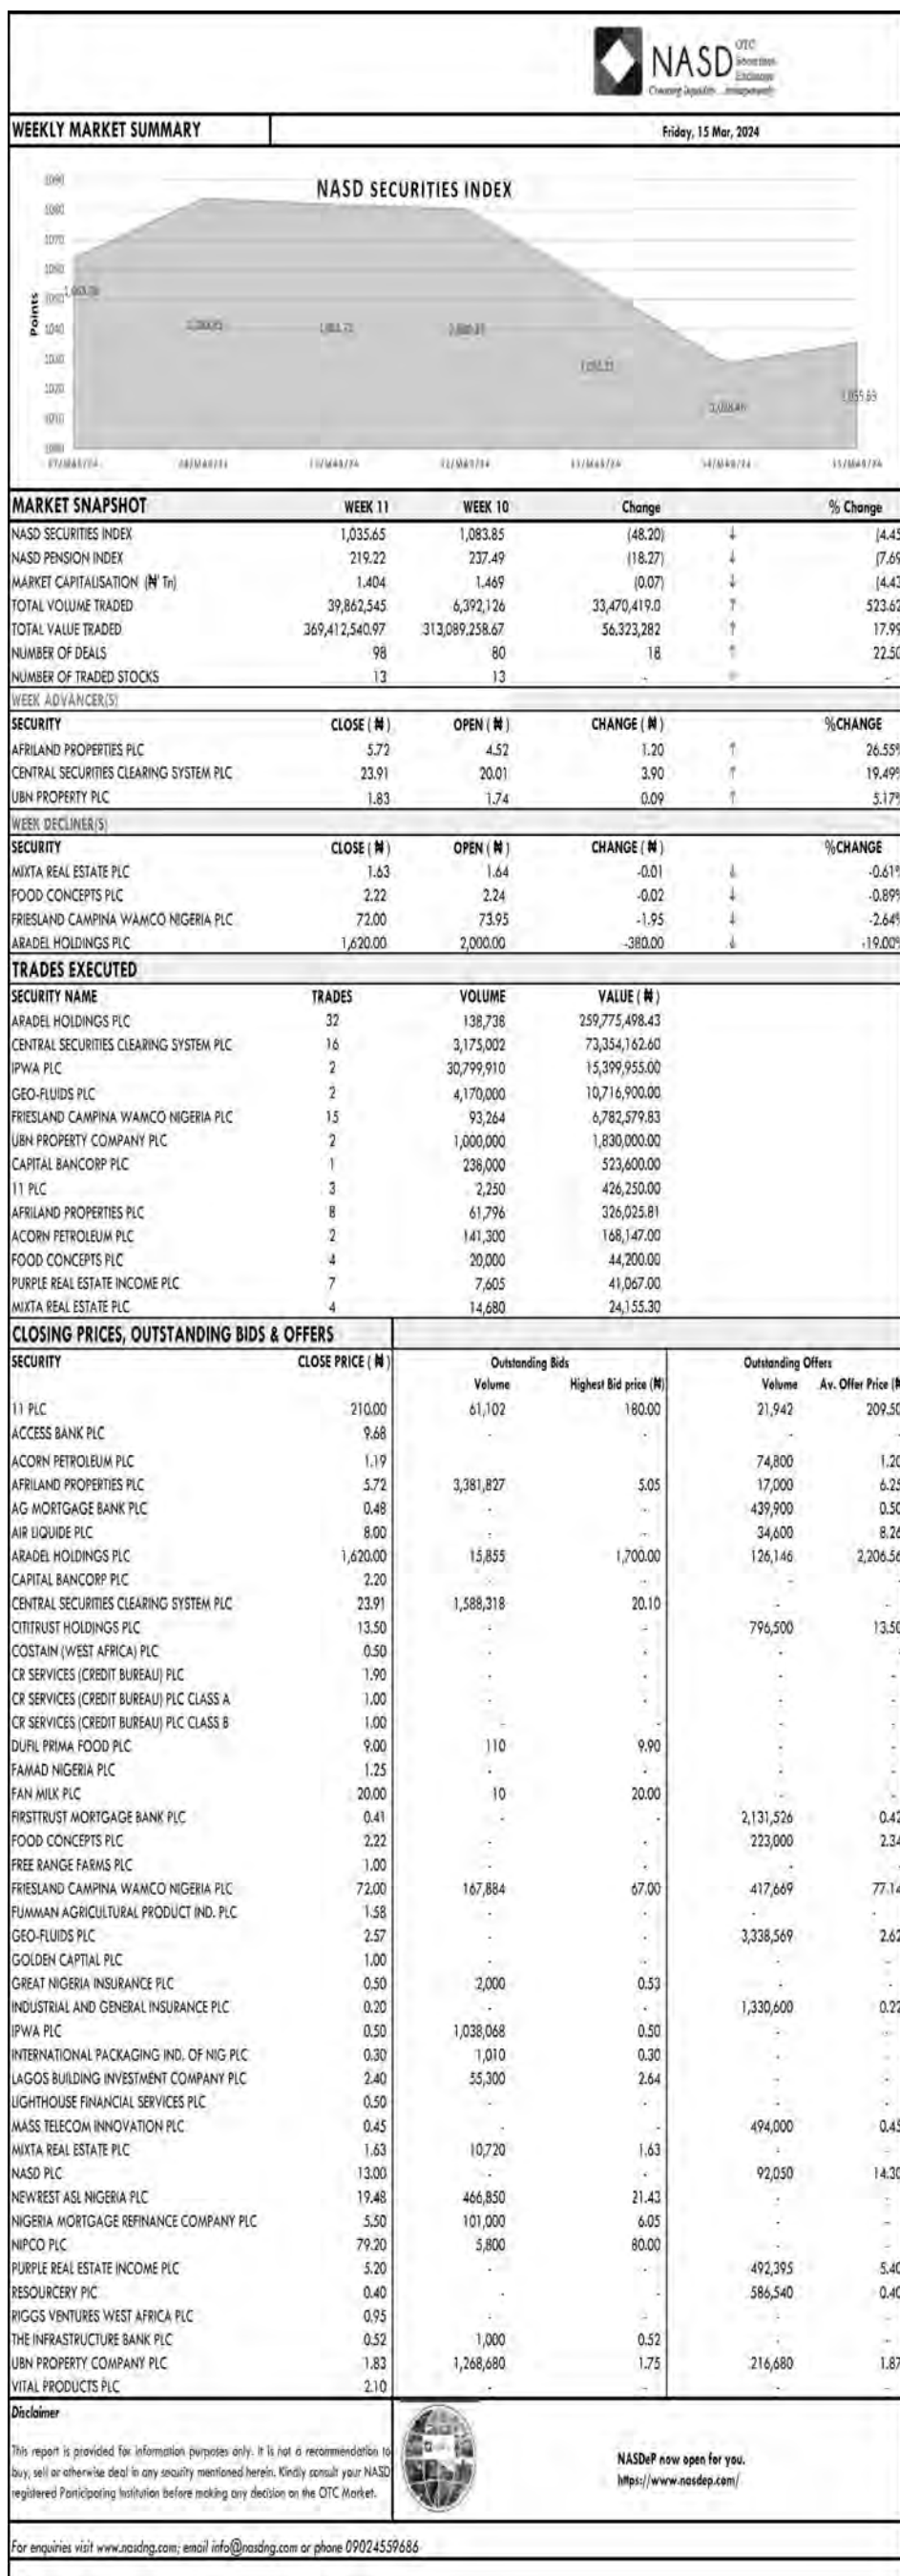 NASD OTC
Securities
Exchange
WEEKLY MARKET SUMMARY Friday, 15 Mar, 2024
NASD SECURITIES INDEX
Points
1080
1070
1040
1020
1,035.63
MARKET SNAPSHOT WEEK 11 WEEK 10 Change % Change
NASD SECURITIES INDEX 1,035.65 1,083.85 (48.20) ↓ (4.45
NASD PENSION INDEX 219.22 237.49 (18.27) ↓ (7.69
MARKET CAPITALISATION (₦' Tn) 1.404 1.469 (0.07) ↓ (4.43
TOTAL VOLUME TRADED 39,862,545 6,392,126 33,470,419.0 ↑ 523.62
TOTAL VALUE TRADED 369,412,540.97 313,089,258.67 56,323,282 ↑ 17.99
NUMBER OF DEALS 98 80 18 ↑ 22.50
NUMBER OF TRADED STOCKS 13 13 - -
WEEK ADVANCER(S)
SECURITY CLOSE ( ₦ ) OPEN ( ₦ ) CHANGE ( ₦ ) %CHANGE
AFRILAND PROPERTIES PLC 5.72 4.52 1.20 ↑ 26.55%
CENTRAL SECURITIES CLEARING SYSTEM PLC 23.91 20.01 3.90 ↑ 19.49%
UBN PROPERTY PLC 1.83 1.74 0.09 ↑ 5.17%
WEEK DECLINER(S)
SECURITY CLOSE ( ₦ ) OPEN ( ₦ ) CHANGE ( ₦ ) %CHANGE
MIXTA REAL ESTATE PLC 1.63 1.64 -0.01 ↓ -0.61%
FOOD CONCEPTS PLC 2.22 2.24 -0.02 ↓ -0.89%
FRIESLAND CAMPINA WAMCO NIGERIA PLC 72.00 73.95 -1.95 ↓ -2.64%
ARADEL HOLDINGS PLC 1,620.00 2,000.00 -380.00 ↓ -19.00%
TRADES EXECUTED
SECURITY NAME TRADES VOLUME VALUE ( ₦ )
ARADEL HOLDINGS PLC 32 138,738 259,775,498.43
CENTRAL SECURITIES CLEARING SYSTEM PLC 16 3,175,002 73,354,162.60
IPWA PLC 2 30,799,910 15,399,955.00
GEO-FLUIDS PLC 2 4,170,000 10,716,900.00
FRIESLAND CAMPINA WAMCO NIGERIA PLC 15 93,264 6,782,579.83
UBN PROPERTY COMPANY PLC 2 1,000,000 1,830,000.00
CAPITAL BANCORP PLC 1 238,000 523,600.00
11 PLC 3 2,250 426,250.00
AFRILAND PROPERTIES PLC 8 61,796 326,025.81
ACORN PETROLEUM PLC 2 141,300 168,147.00
FOOD CONCEPTS PLC 4 20,000 44,200.00
PURPLE REAL ESTATE INCOME PLC 7 7,605 41,067.00
MIXTA REAL ESTATE PLC 4 14,680 24,155.30
CLOSING PRICES, OUTSTANDING BIDS & OFFERS
SECURITY CLOSE PRICE ( ₦ ) Outstanding Bids Outstanding Offers
Volume Highest Bid price (₦) Volume Av. Offer Price (₦
11 PLC 210.00 61,102 180.00 21,942 209.50
ACCESS BANK PLC 9.68 - - - -
ACORN PETROLEUM PLC 1.19 74,800 1.20
AFRILAND PROPERTIES PLC 5.72 3,381,827 5.05 17,000 6.25
AG MORTGAGE BANK PLC 0.48 - - 439,900 0.50
AIR LIQUIDE PLC 8.00 - - 34,600 8.26
ARADEL HOLDINGS PLC 1,620.00 15,855 1,700.00 126,146 2,206.56
CAPITAL BANCORP PLC 2.20 - - - -
CENTRAL SECURITIES CLEARING SYSTEM PLC 23.91 1,588,318 20.10 - -
CITITRUST HOLDINGS PLC 13.50 - - 796,500 13.50
COSTAIN (WEST AFRICA) PLC 0.50 - - - -
CR SERVICES (CREDIT BUREAU) PLC 1.90 - - - -
CR SERVICES (CREDIT BUREAU) PLC CLASS A 1.00 - - - -
CR SERVICES (CREDIT BUREAU) PLC CLASS B 1.00 - - - -
DUFIL PRIMA FOOD PLC 9.00 110 9.90 - -
FAMAD NIGERIA PLC 1.25 - - - -
FAN MILK PLC 20.00 10 20.00 - -
FIRSTTRUST MORTGAGE BANK PLC 0.41 - - 2,131,526 0.42
FOOD CONCEPTS PLC 2.22 - - 223,000 2.34
FREE RANGE FARMS PLC 1.00 - - - -
FRIESLAND CAMPINA WAMCO NIGERIA PLC 72.00 167,884 67.00 417,669 77.14
FUMMAN AGRICULTURAL PRODUCT IND. PLC 1.58 - - - -
GEO-FLUIDS PLC 2.57 - - 3,338,569 2.62
GOLDEN CAPTIAL PLC 1.00 - - - -
GREAT NIGERIA INSURANCE PLC 0.50 2,000 0.53 - -
INDUSTRIAL AND GENERAL INSURANCE PLC 0.20 - - 1,330,600 0.22
IPWA PLC 0.50 1,038,068 0.50 - -
INTERNATIONAL PACKAGING IND. OF NIG PLC 0.30 1,010 0.30 - -
LAGOS BUILDING INVESTMENT COMPANY PLC 2.40 55,300 2.64 - -
LIGHTHOUSE FINANCIAL SERVICES PLC 0.50 - - - -
MASS TELECOM INNOVATION PLC 0.45 - - 494,000 0.45
MIXTA REAL ESTATE PLC 1.63 10,720 1.63 - -
NASD PLC 13.00 - - 92,050 14.30
NEWREST ASL NIGERIA PLC 19.48 466,850 21.43 - -
NIGERIA MORTGAGE REFINANCE COMPANY PLC 5.50 101,000 6.05 - -
NIPCO PLC 79.20 5,800 80.00 - -
PURPLE REAL ESTATE INCOME PLC 5.20 - - 492,395 5.40
RESOURCERY PlC 0.40 - - 586,540 0.40
RIGGS VENTURES WEST AFRICA PLC 0.95 - - - -
THE INFRASTRUCTURE BANK PLC 0.52 1,000 0.52 - -
UBN PROPERTY COMPANY PLC 1.83 1,268,680 1.75 216,680 1.87
VITAL PRODUCTS PLC 2.10 - - - -
Disclaimer
This report is provided for information purposes only. It is not a recommendation to
buy, sell or otherwise deal in any security mentioned herein. Kindly consult your NASD
registered Participating Institution before making any decision on the OTC Market.
NASDeP now open for you.
https://www.nasdep.com/
For enquiries visit www.nasdng.com; email info@nasdng.com or phone 09024559686